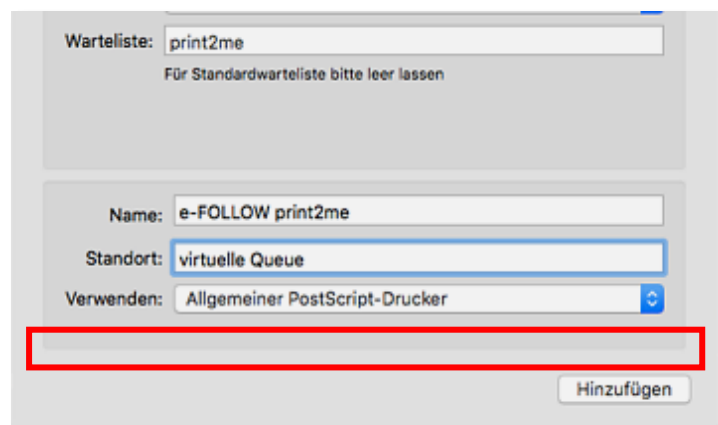 Warteliste: print2me
Für Standardwarteliste bitte leer lassen
Name: e-FOLLOW print2me
Standort: virtuelle Queue
Verwenden: Allgemeiner PostScript-Drucker
Hinzufügen